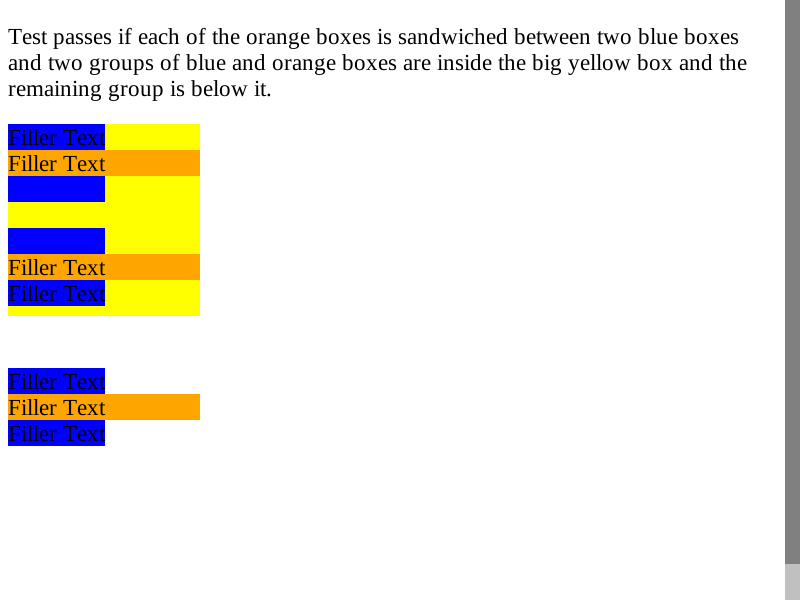 Test passes if each of the orange boxes is sandwiched between two blue boxes
and two groups of blue and orange boxes are inside the big yellow box and the
remaining group is below it.
Filler Text
Filler Text
Filler Text
Filler Text
Filler Text
Filler Text
Filler Text